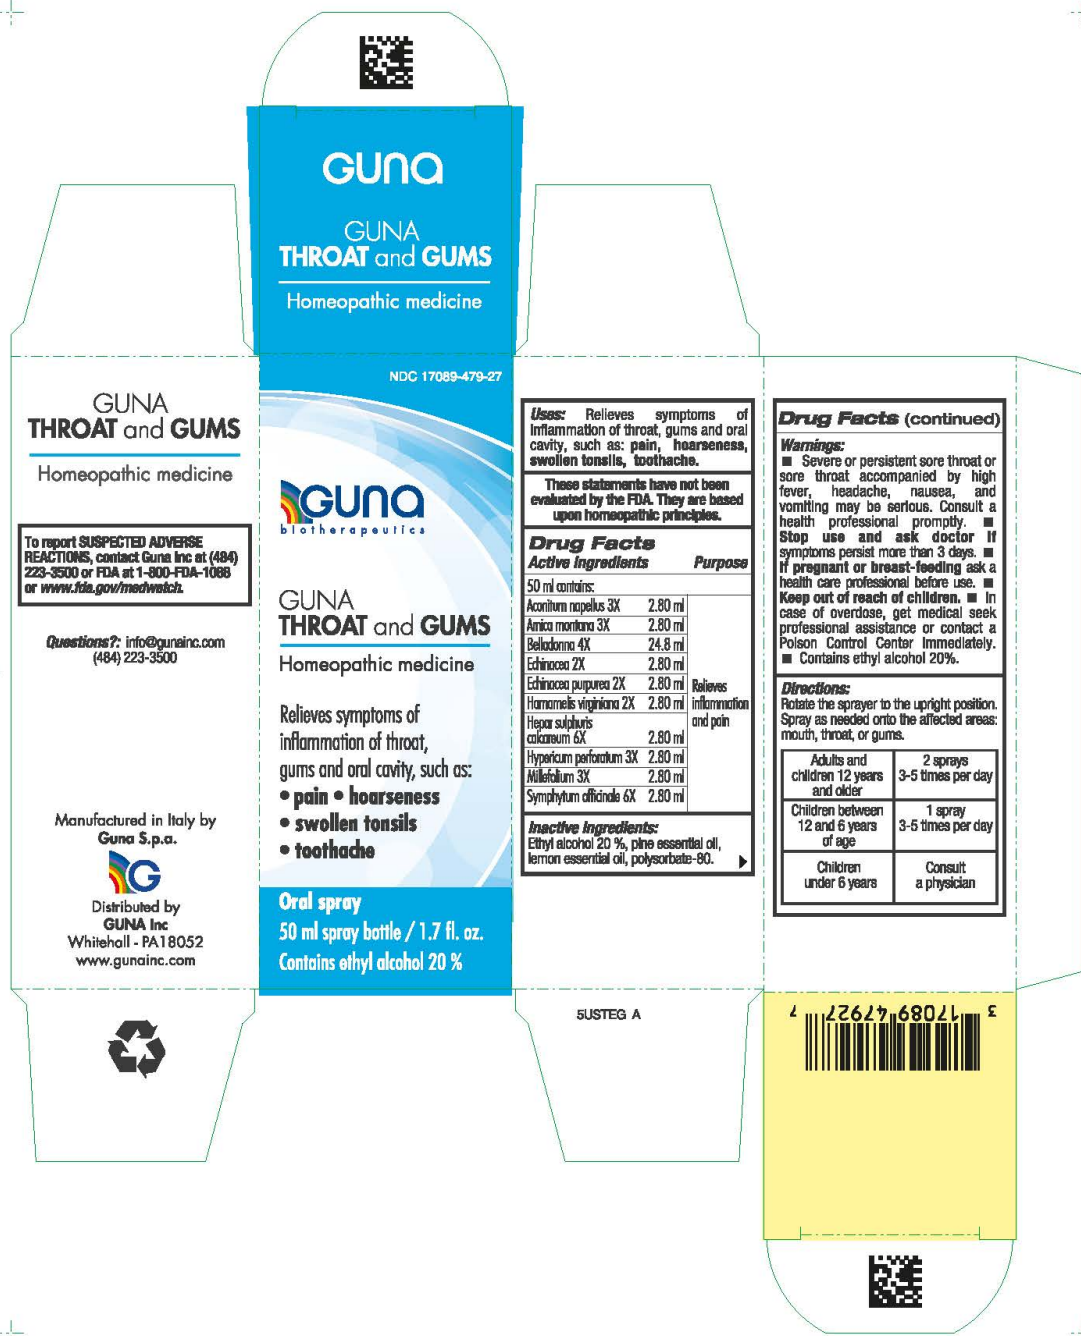 GUNA
GUNA
THROAT and GUMS
Homeopathic medicine
GUNA
THROAT and GUMS
Homeopathic medicine
To report SUSPECTED ADVERSE
REACTIONS, contact Guna Inc at (484)
223-3500 or FDA at 1-800-FDA-1088
or www.fda.gov/medwatch.
Questions?: info@gunainc.com
(484) 223-3500
Manufactured in Italy by
Guna S.p.a.
G
Distributed by
GUNA Inc
Whitehall - PA18052
www.gunainc.com
NDC 17089-479-27
GUNA
biotherapeutics
GUNA
THROAT and GUMS
Homeopathic medicine
Relieves symptoms of
inflammation of throat,
gums and oral cavity, such as:
• pain • hoarseness
• swollen tonsils
• toothache
Oral spray
50 ml spray bottle / 1.7 fl. oz.
Contains ethyl alcohol 20 %
Uses: Relieves symptoms of
inflammation of throat, gums and oral
cavity, such as: pain, hoarseness,
swollen tonsils, toothache.
These statements have not been
evaluated by the FDA. They are based
upon homeopathic principles.
Drug Facts
Active Ingredients Purpose
50 ml contains:
Aconitum napellus 3X 2.80 ml
Arnica montana 3X 2.80 ml
Belladonna 4X 24.8 ml
Echinacea 2X 2.80 ml
Echinacea purpurea 2X 2.80 ml
Hamamelis virginiana 2X 2.80 ml
Hepar sulphuris
calcareum 6X 2.80 ml
Hypericum perforatum 3X 2.80 ml
Millefolium 3X 2.80 ml
Symphytum officinale 6X 2.80 ml
Relieves
inflammation
and pain
Inactive Ingredients:
Ethyl alcohol 20 %, pine essential oil,
lemon essential oil, polysorbate-80.
5USTEG A
Drug Facts (continued)
Warnings:
■ Severe or persistent sore throat or
sore throat accompanied by high
fever, headache, nausea, and
vomiting may be serious. Consult a
health professional promptly. ■
Stop use and ask doctor if
symptoms persist more than 3 days. ■
If pregnant or breast-feeding ask a
health care professional before use. ■
Keep out of reach of children. ■ In
case of overdose, get medical seek
professional assistance or contact a
Poison Control Center immediately.
■ Contains ethyl alcohol 20%.
Directions:
Rotate the sprayer to the upright position.
Spray as needed onto the affected areas:
mouth, throat, or gums.
Adults and
children 12 years
and older
2 sprays
3-5 times per day
Children between
12 and 6 years
of age
1 spray
3-5 times per day
Children
under 6 years
Consult
a physician
3 17089 47927 7